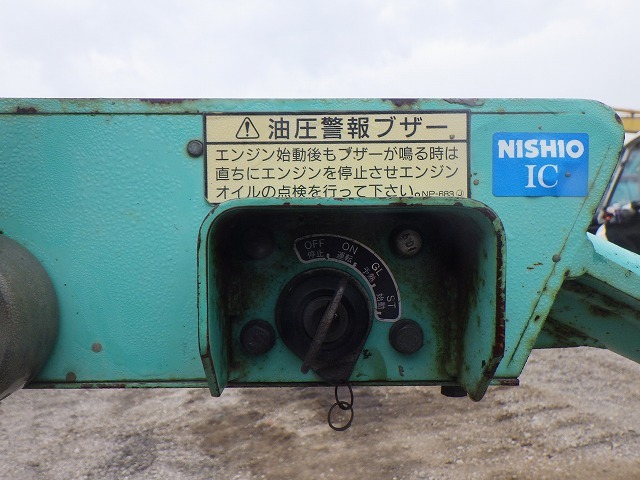 ⚠ 油圧警報ブザー
エンジン始動後もブザーが鳴る時は
直ちにエンジンを停止させエンジン
オイルの点検を行って下さい。NP-683
NISHIO
IC
OFF ON GL ST
停止 運転 予熱 始動